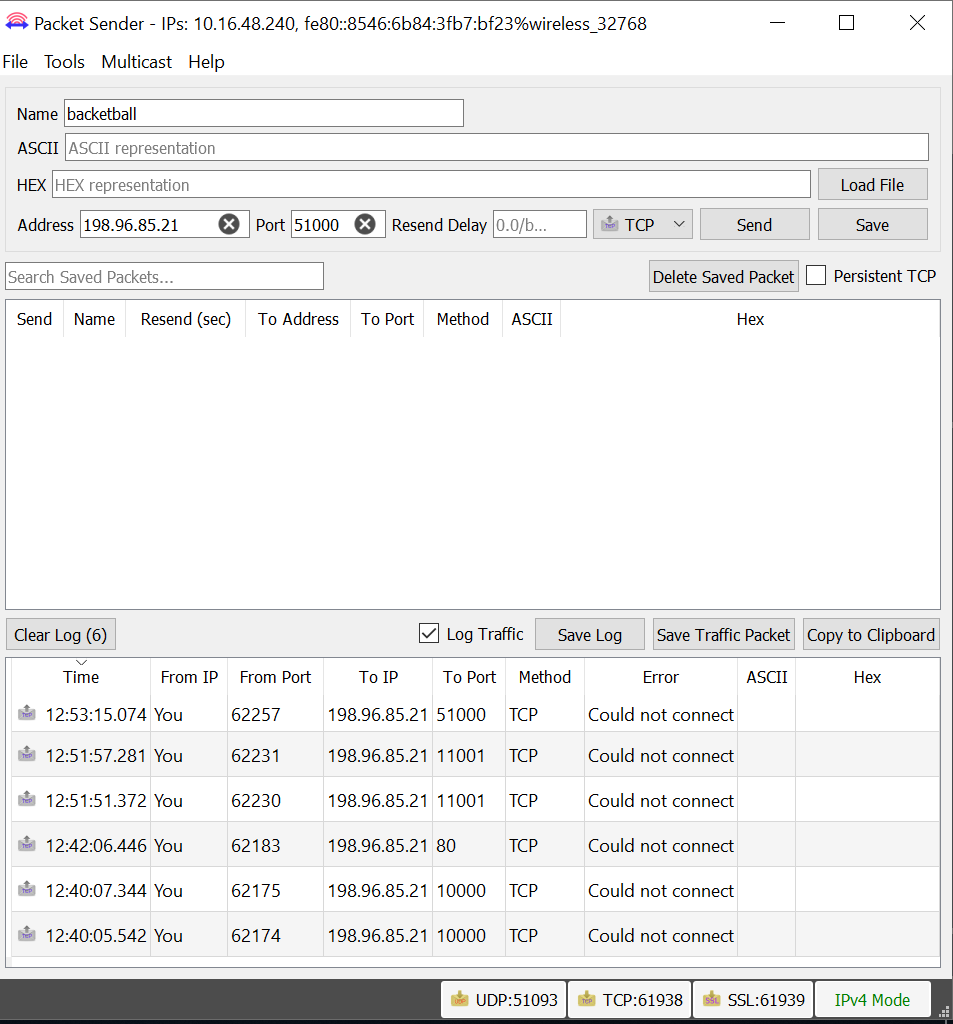 Packet Sender - IPs: 10.16.48.240, fe80::8546:6b84:3fb7:bf23%wireless_32768
File Tools Multicast Help
Name backetball
ASCII ASCII representation
HEX HEX representation Load File
Address 198.96.85.21 Port 51000 Resend Delay 0.0/b... TCP Send Save
Search Saved Packets... Delete Saved Packet Persistent TCP
Send Name Resend (sec) To Address To Port Method ASCII Hex
Clear Log (6) Log Traffic Save Log Save Traffic Packet Copy to Clipboard
Time From IP From Port To IP To Port Method Error ASCII Hex
TCP 12:53:15.074 You 62257 198.96.85.21 51000 TCP Could not connect
TCP 12:51:57.281 You 62231 198.96.85.21 11001 TCP Could not connect
TCP 12:51:51.372 You 62230 198.96.85.21 11001 TCP Could not connect
TCP 12:42:06.446 You 62183 198.96.85.21 80 TCP Could not connect
TCP 12:40:07.344 You 62175 198.96.85.21 10000 TCP Could not connect
TCP 12:40:05.542 You 62174 198.96.85.21 10000 TCP Could not connect
UDP UDP:51093 TCP TCP:61938 SSL SSL:61939 IPv4 Mode